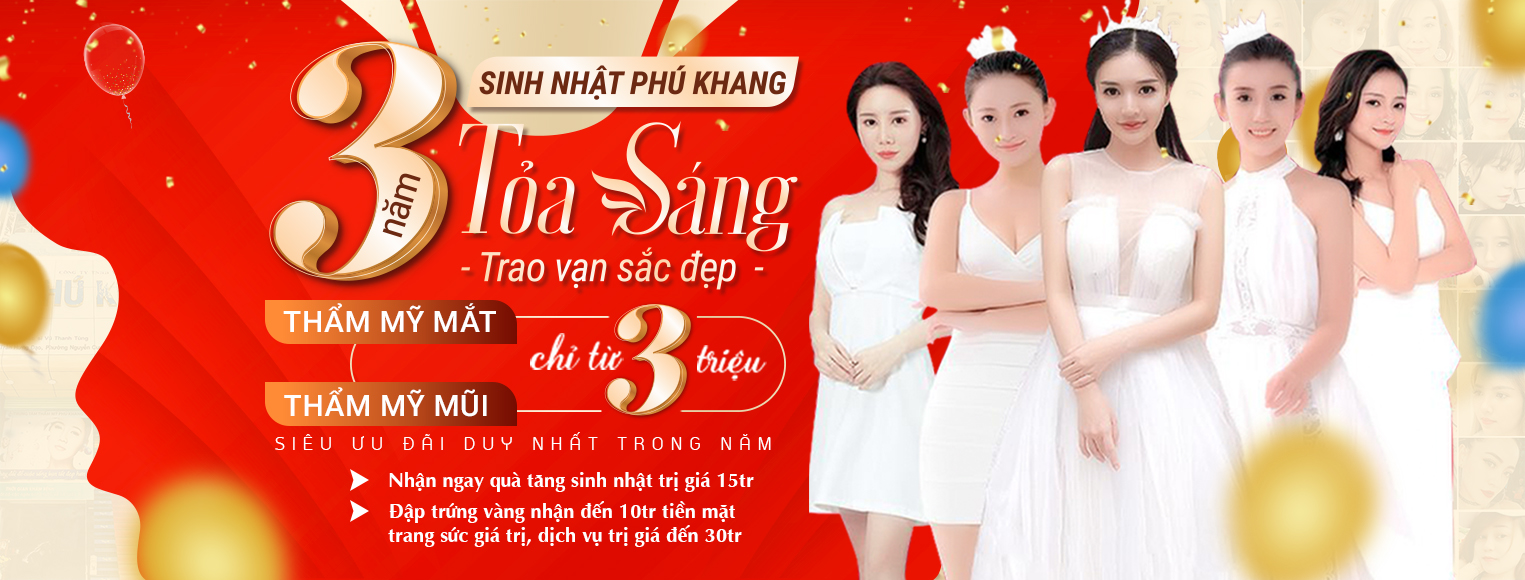 SINH NHẬT PHÚ KHANG
3 năm
Tỏa Sáng
- Trao vạn sắc đẹp -
THẨM MỸ MẮT
chỉ từ 3 triệu
THẨM MỸ MŨI
SIÊU ƯU ĐÃI DUY NHẤT TRONG NĂM
Nhận ngay quà tặng sinh nhật trị giá 15tr
Đập trứng vàng nhận đến 10tr tiền mặt
trang sức giá trị, dịch vụ trị giá đến 30tr